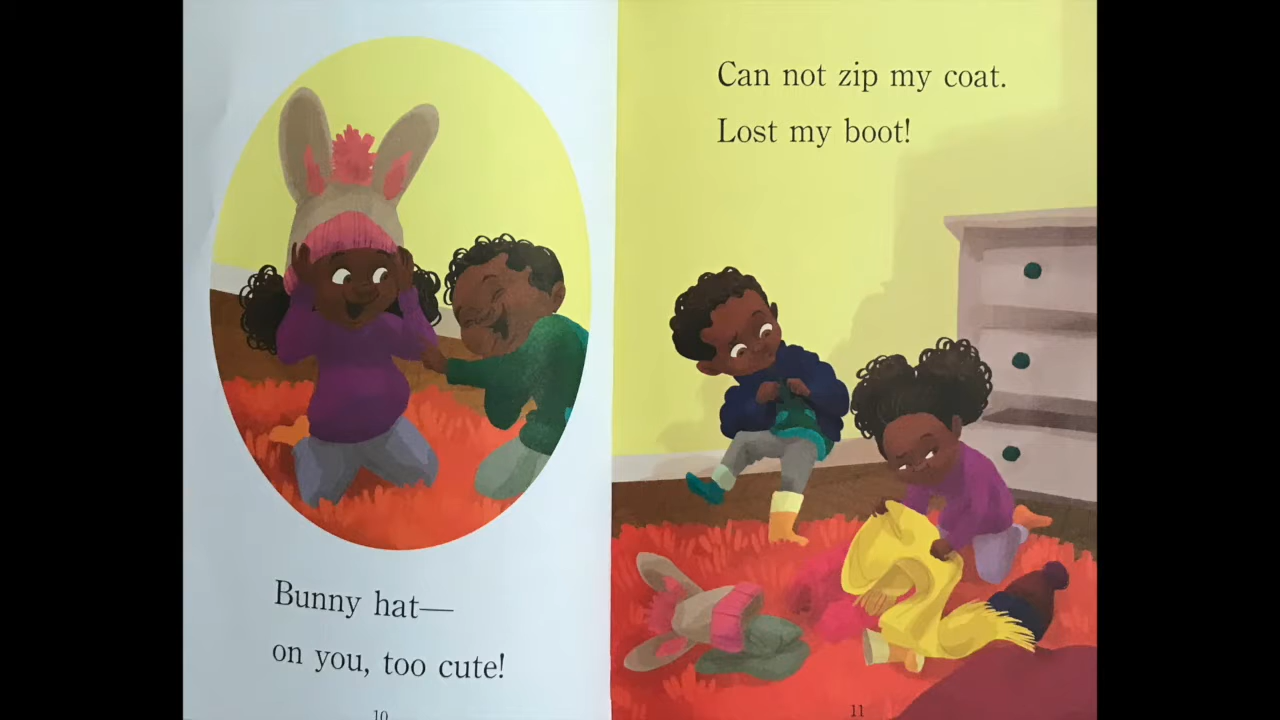 Bunny hat—
on you, too cute!
10
Can not zip my coat.
Lost my boot!
11